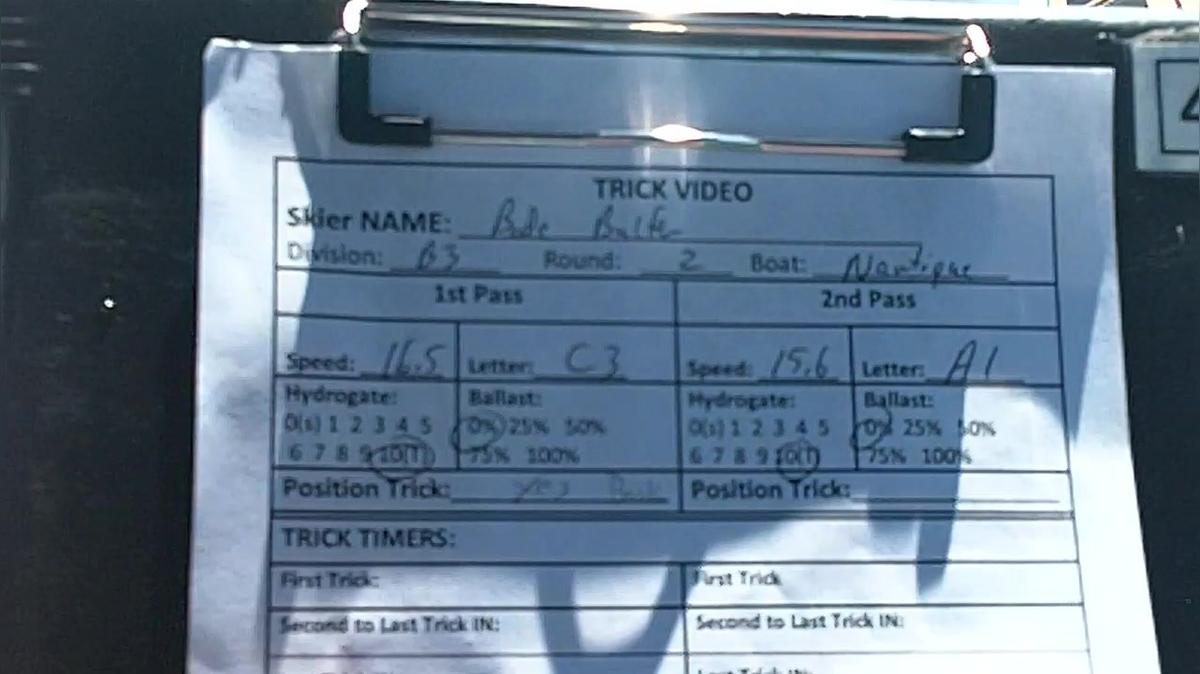 TRICK VIDEO
Skier NAME: Bode
Division: B3 Round: 2 Boat: Nautique
1st Pass 2nd Pass
Speed: 16.5 Letter: C3 Speed: 15.6 Letter: A1
Hydrogate: Ballast: Hydrogate: Ballast:
0(s) 1 2 3 4 5 0% 25% 50% 0(s) 1 2 3 4 5 0% 25% 50%
6 7 8 9 10(T) 75% 100% 6 7 8 9 10(T) 75% 100%
Position Trick: yes Position Trick:
TRICK TIMERS:
First Trick: First Trick
Second to Last Trick IN: Second to Last Trick IN:
Last Trick IN: